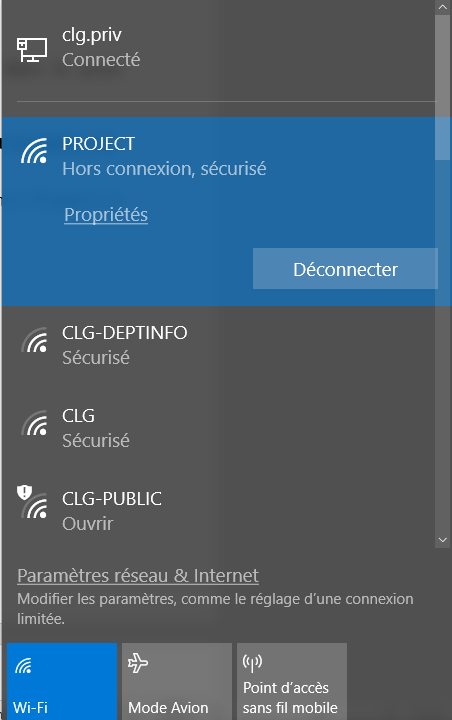 clg.priv
Connecté
PROJECT
Hors connexion, sécurisé
Propriétés
Déconnecter
CLG-DEPTINFO
Sécurisé
CLG
Sécurisé
CLG-PUBLIC
Ouvrir
Paramètres réseau & Internet
Modifier les paramètres, comme le réglage d'une connexion
limitée.
Wi-Fi
Mode Avion
Point d'accès
sans fil mobile